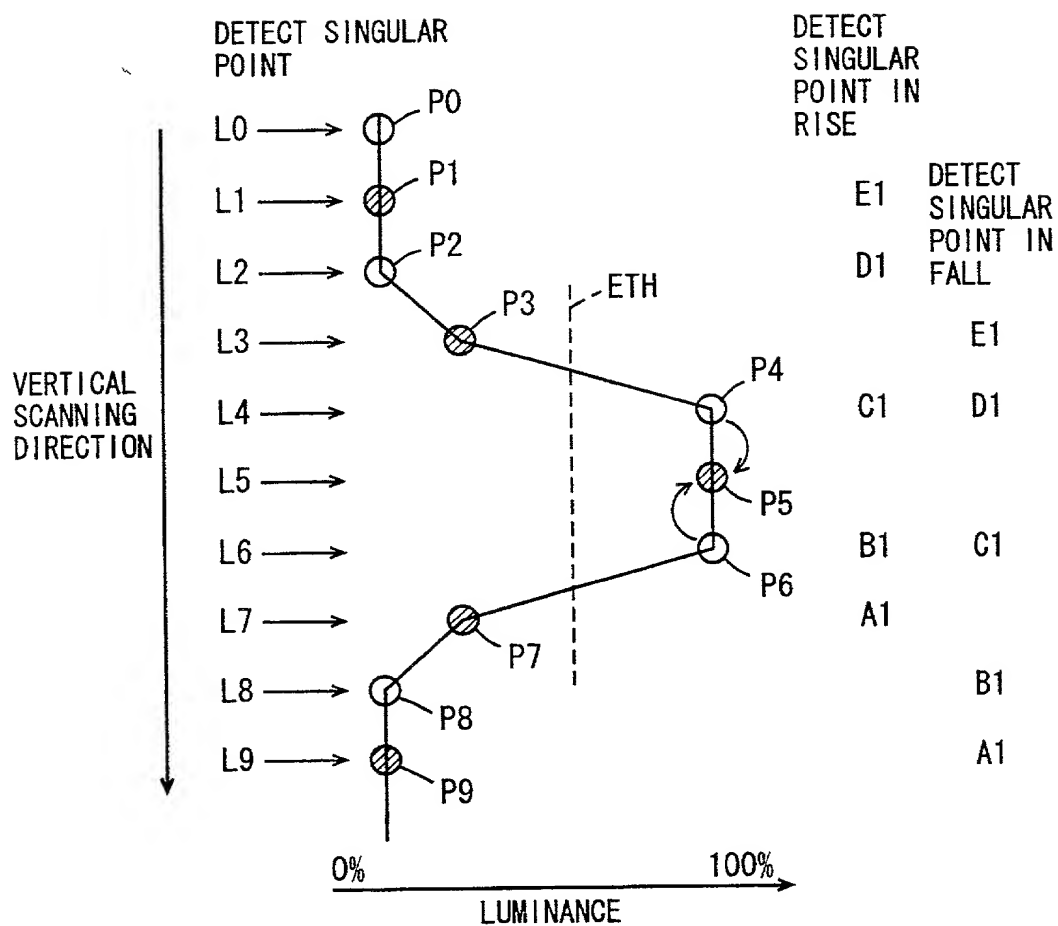 DETECT SINGULAR
POINT
DETECT
SINGULAR
POINT IN
RISE
L0 P0
L1 P1 E1
DETECT
SINGULAR
POINT IN
FALL
L2 P2 D1
ETH
L3 P3 E1
VERTICAL
SCANNING
DIRECTION
L4 P4 C1 D1
L5 P5
L6 P6 B1 C1
L7 P7 A1
L8 P8 B1
L9 P9 A1
0% 100%
LUMINANCE